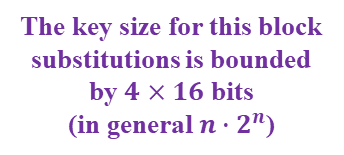 The key size for this block
substitutions is bounded
by 4 × 16 bits
(in general n · 2ⁿ)